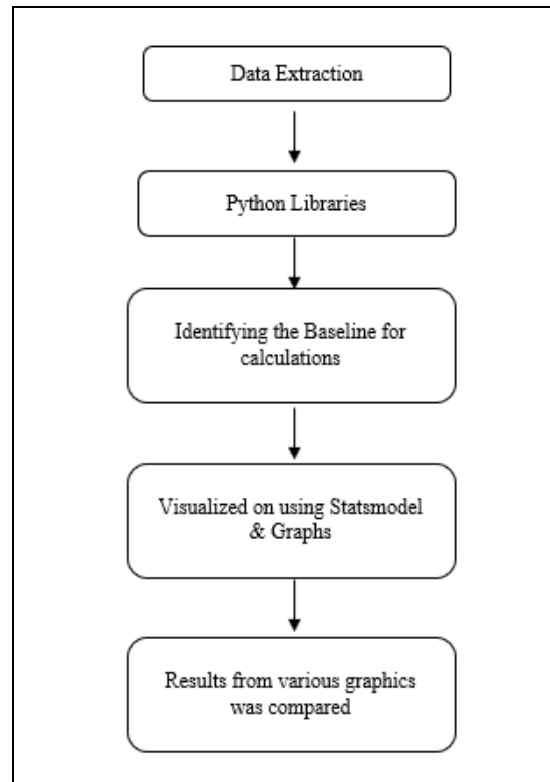 Data Extraction
Python Libraries
Identifying the Baseline for
calculations
Visualized on using Statsmodel
& Graphs
Results from various graphics
was compared